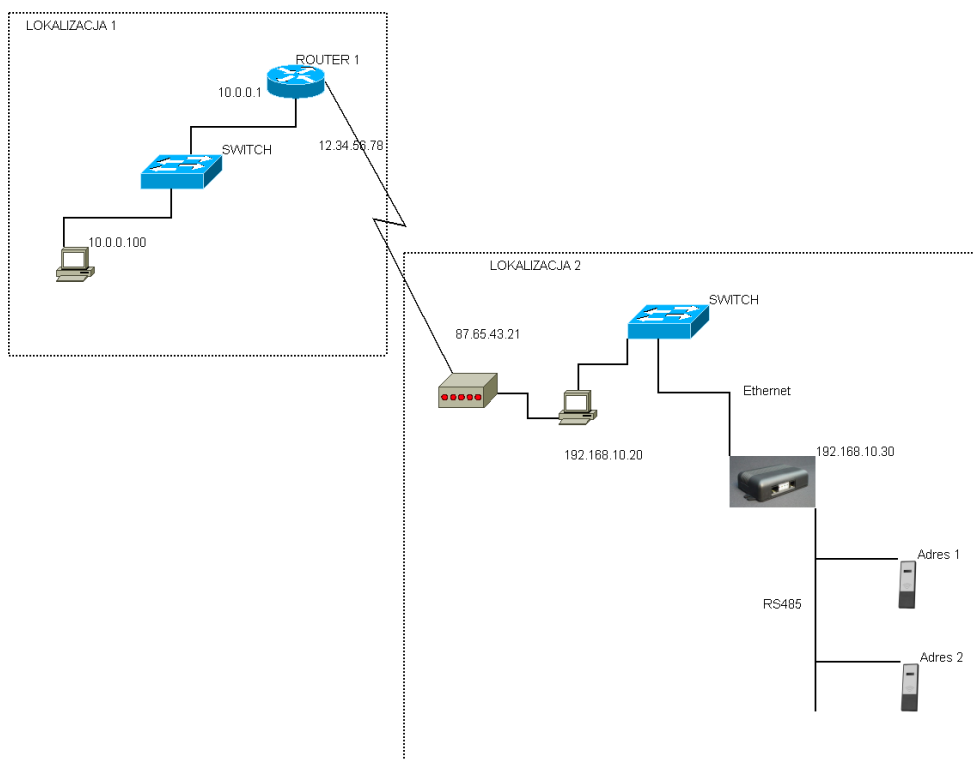 LOKALIZACJA 1
ROUTER 1
10.0.0.1
12.34.56.78
SWITCH
10.0.0.100
LOKALIZACJA 2
SWITCH
87.65.43.21
Ethernet
192.168.10.20
192.168.10.30
Adres 1
RS485
Adres 2